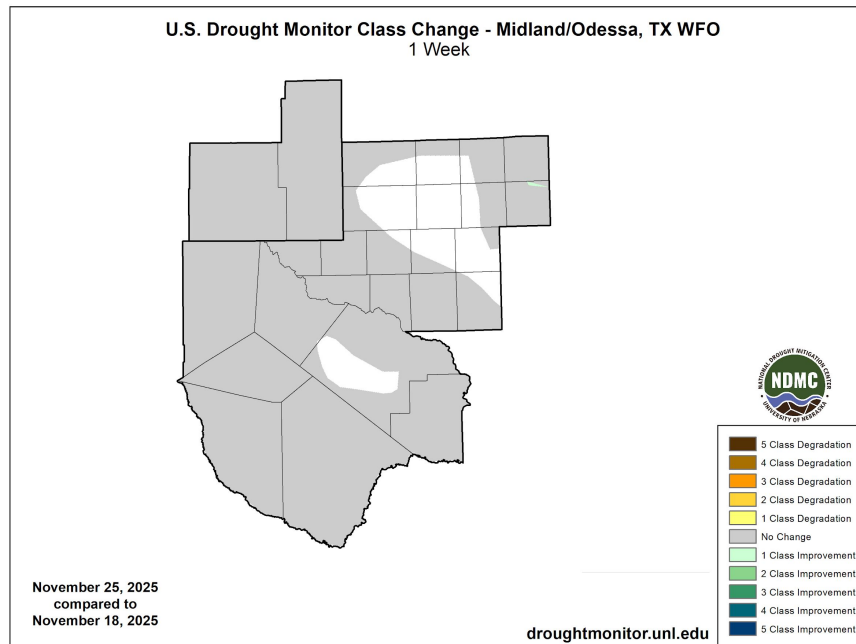 U.S. Drought Monitor Class Change - Midland/Odessa, TX WFO
1 Week
NATIONAL DROUGHT MITIGATION CENTER
NDMC
UNIVERSITY OF NEBRASKA
5 Class Degradation
4 Class Degradation
3 Class Degradation
2 Class Degradation
1 Class Degradation
No Change
1 Class Improvement
2 Class Improvement
3 Class Improvement
4 Class Improvement
5 Class Improvement
November 25, 2025
compared to
November 18, 2025
droughtmonitor.unl.edu